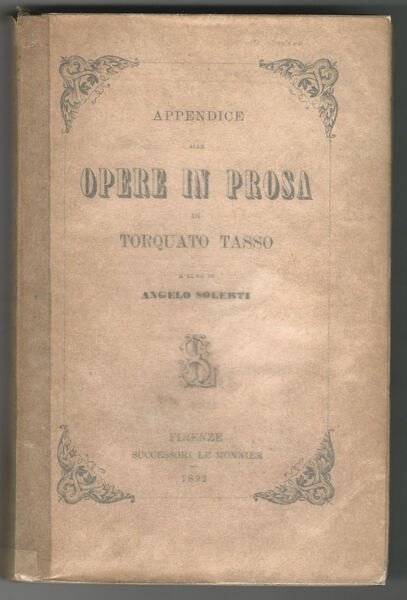 APPENDICE
ALLE
OPERE IN PROSA
DI
TORQUATO TASSO
A CURA DI
ANGELO SOLERTI
FIRENZE
SUCCESSORI LE MONNIER
1892